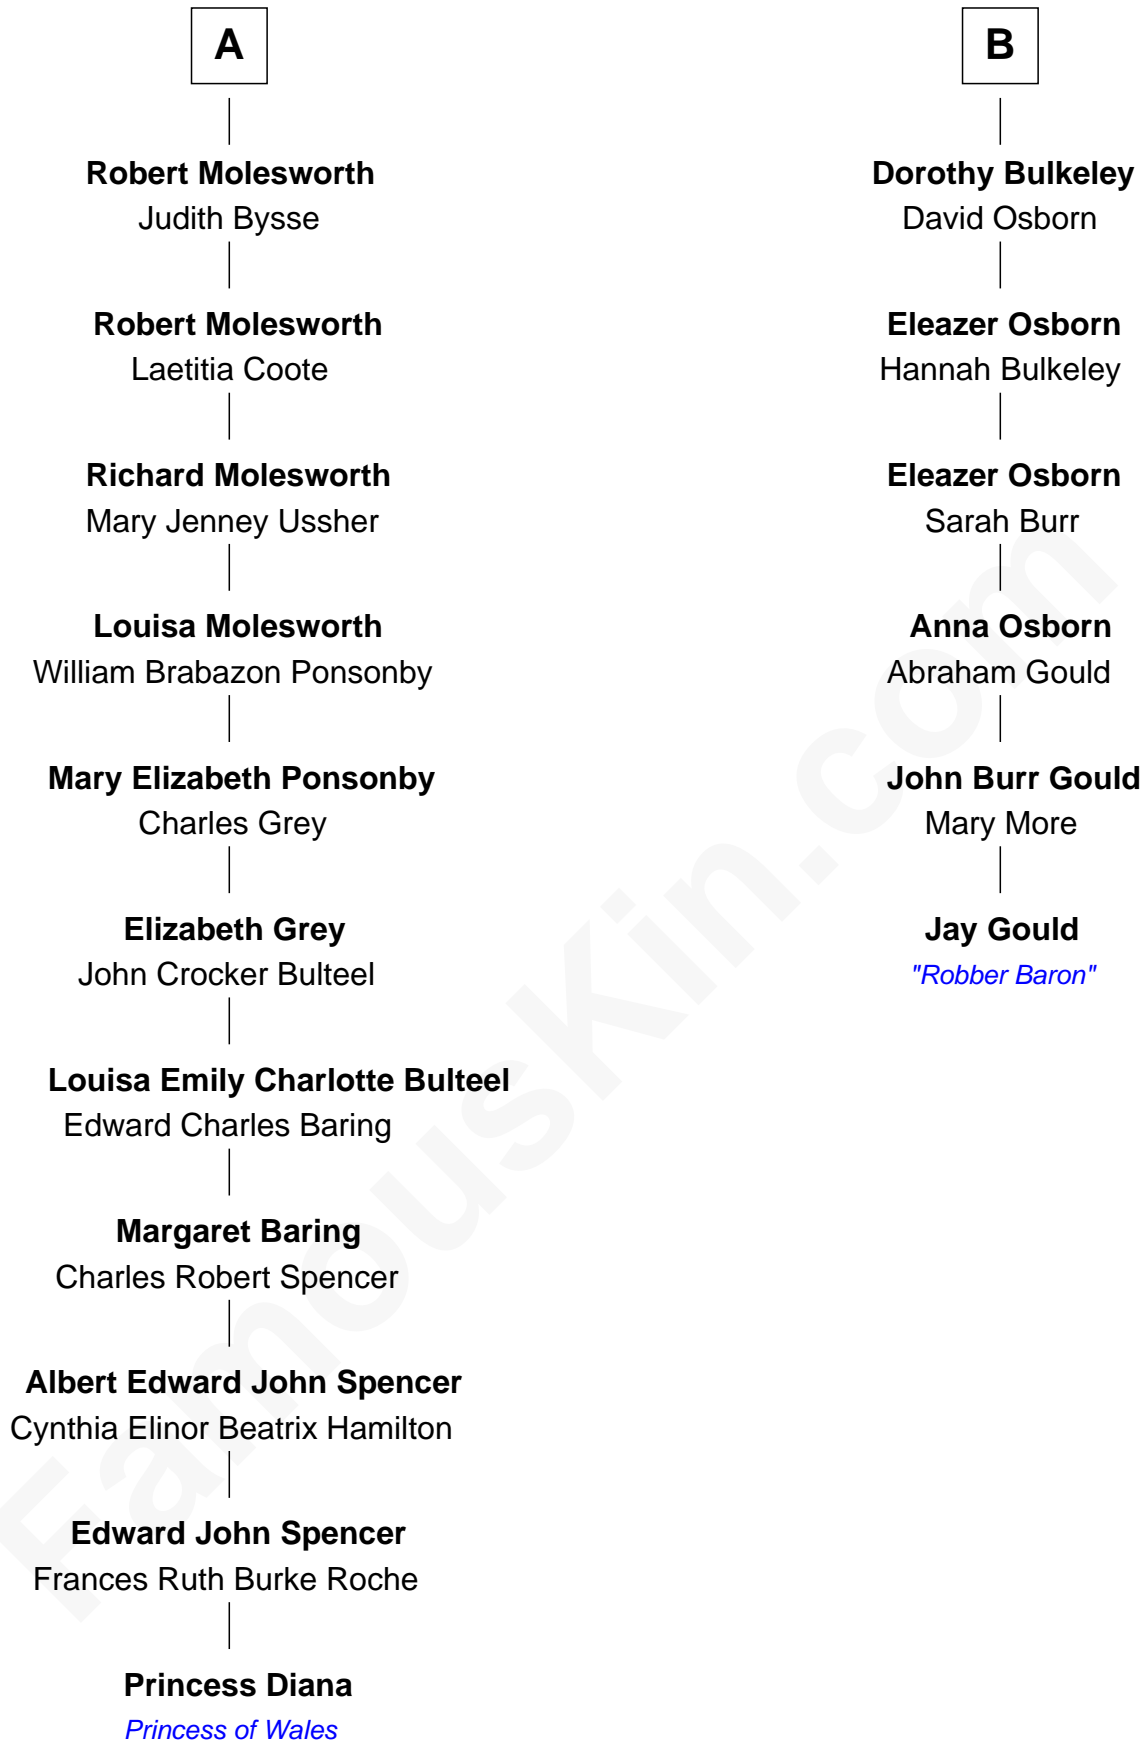 A
Robert Molesworth
Judith Bysse
Robert Molesworth
Laetitia Coote
Richard Molesworth
Mary Jenney Ussher
Louisa Molesworth
William Brabazon Ponsonby
Mary Elizabeth Ponsonby
Charles Grey
Elizabeth Grey
John Crocker Bulteel
Louisa Emily Charlotte Bulteel
Edward Charles Baring
Margaret Baring
Charles Robert Spencer
Albert Edward John Spencer
Cynthia Elinor Beatrix Hamilton
Edward John Spencer
Frances Ruth Burke Roche
Princess Diana
Princess of Wales
B
Dorothy Bulkeley
David Osborn
Eleazer Osborn
Hannah Bulkeley
Eleazer Osborn
Sarah Burr
Anna Osborn
Abraham Gould
John Burr Gould
Mary More
Jay Gould
"Robber Baron"
FamousKin.com